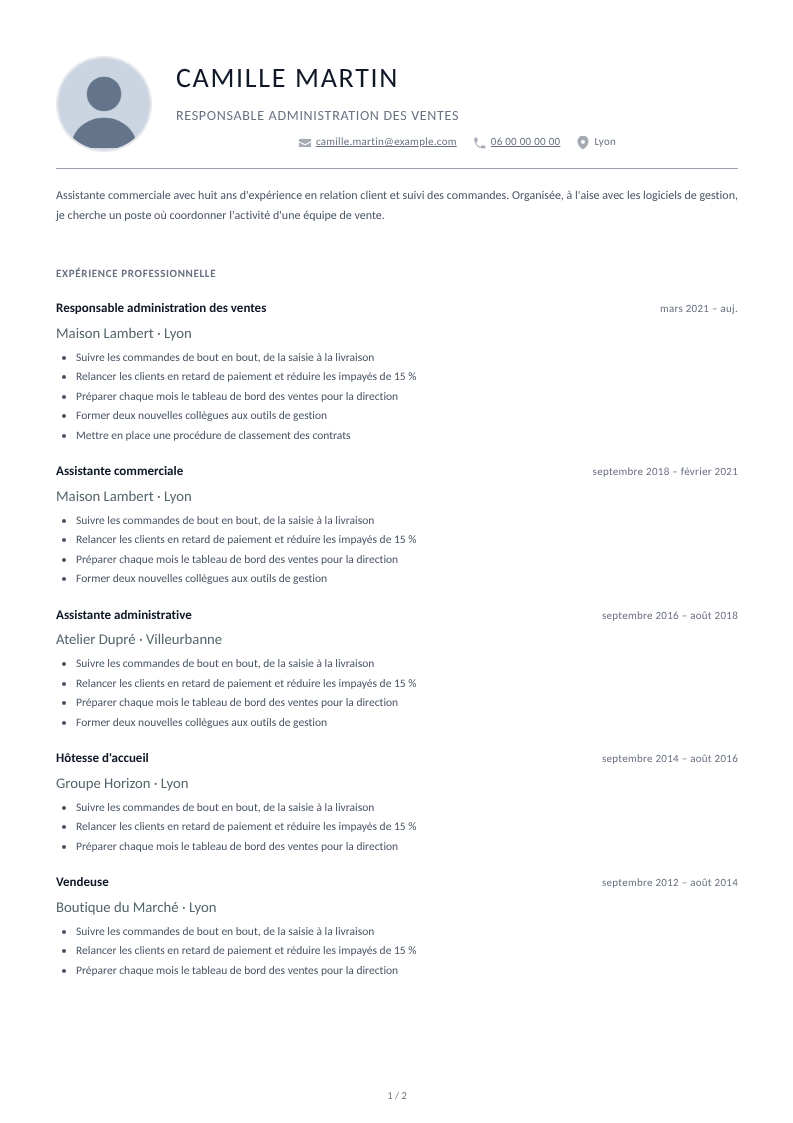 CAMILLE MARTIN
RESPONSABLE ADMINISTRATION DES VENTES
camille.martin@example.com 06 00 00 00 00 Lyon
Assistante commerciale avec huit ans d'expérience en relation client et suivi des commandes. Organisée, à l'aise avec les logiciels de gestion,
je cherche un poste où coordonner l'activité d'une équipe de vente.
EXPÉRIENCE PROFESSIONNELLE
Responsable administration des ventes mars 2021 – auj.
Maison Lambert · Lyon
• Suivre les commandes de bout en bout, de la saisie à la livraison
• Relancer les clients en retard de paiement et réduire les impayés de 15 %
• Préparer chaque mois le tableau de bord des ventes pour la direction
• Former deux nouvelles collègues aux outils de gestion
• Mettre en place une procédure de classement des contrats
Assistante commerciale septembre 2018 – février 2021
Maison Lambert · Lyon
• Suivre les commandes de bout en bout, de la saisie à la livraison
• Relancer les clients en retard de paiement et réduire les impayés de 15 %
• Préparer chaque mois le tableau de bord des ventes pour la direction
• Former deux nouvelles collègues aux outils de gestion
Assistante administrative septembre 2016 – août 2018
Atelier Dupré · Villeurbanne
• Suivre les commandes de bout en bout, de la saisie à la livraison
• Relancer les clients en retard de paiement et réduire les impayés de 15 %
• Préparer chaque mois le tableau de bord des ventes pour la direction
• Former deux nouvelles collègues aux outils de gestion
Hôtesse d'accueil septembre 2014 – août 2016
Groupe Horizon · Lyon
• Suivre les commandes de bout en bout, de la saisie à la livraison
• Relancer les clients en retard de paiement et réduire les impayés de 15 %
• Préparer chaque mois le tableau de bord des ventes pour la direction
Vendeuse septembre 2012 – août 2014
Boutique du Marché · Lyon
• Suivre les commandes de bout en bout, de la saisie à la livraison
• Relancer les clients en retard de paiement et réduire les impayés de 15 %
• Préparer chaque mois le tableau de bord des ventes pour la direction
1 / 2